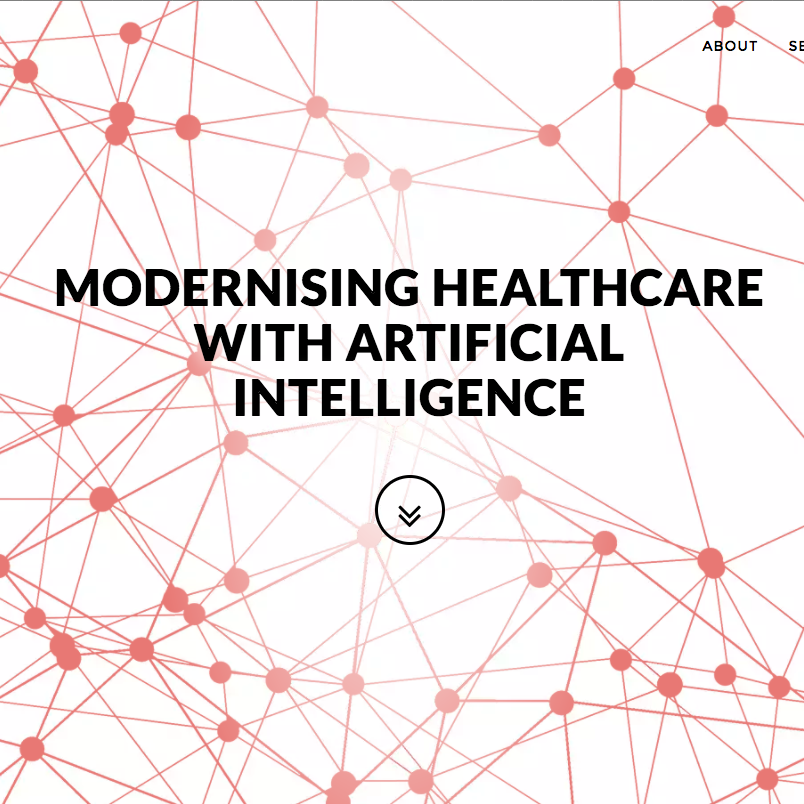 ABOUT
MODERNISING HEALTHCARE
WITH ARTIFICIAL
INTELLIGENCE